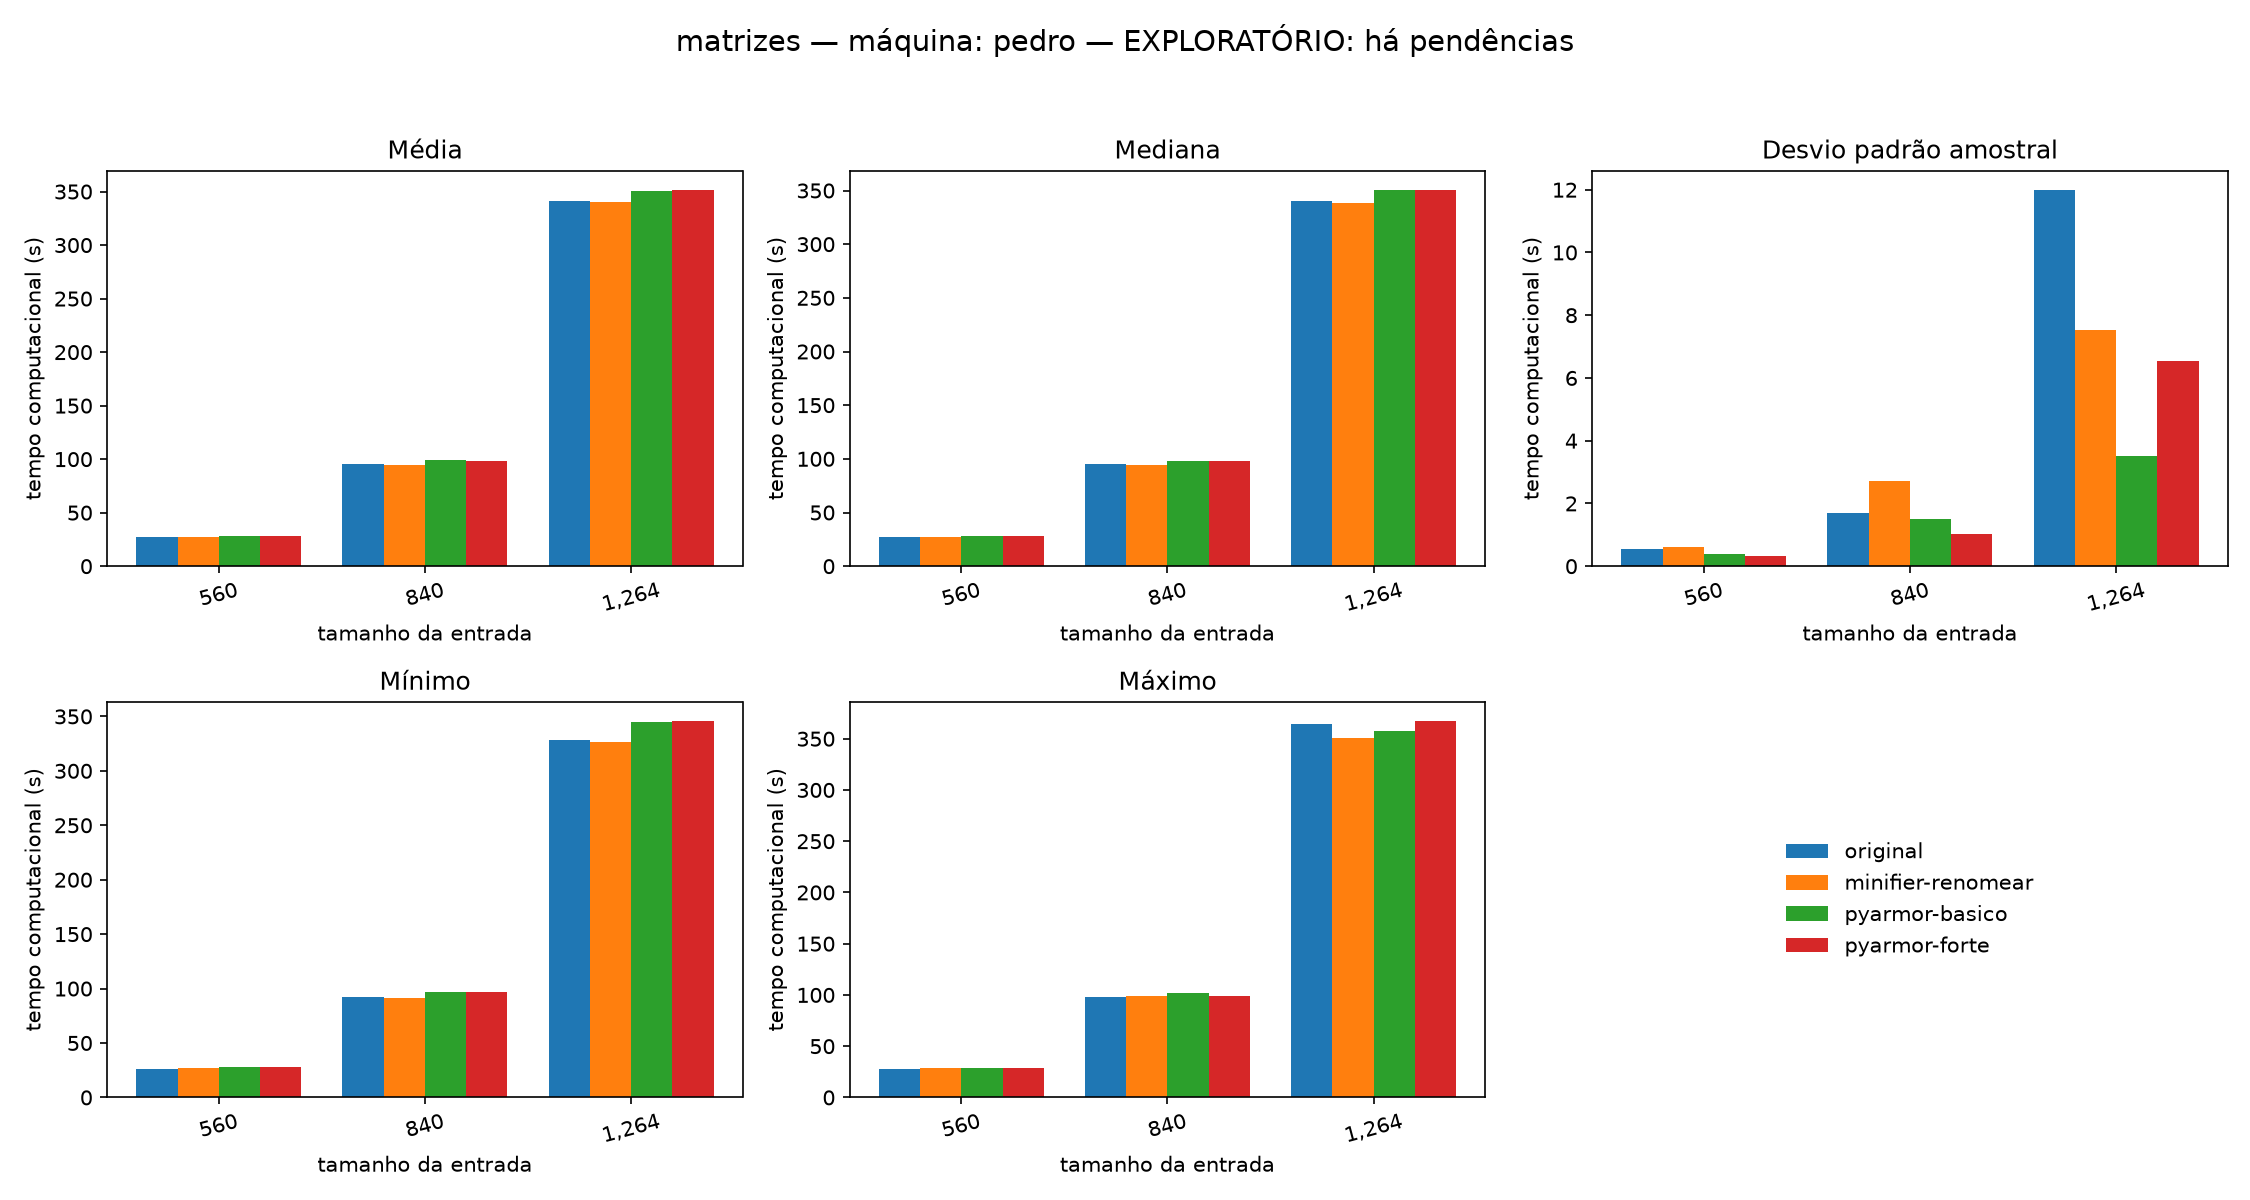 matrizes — máquina: pedro — EXPLORATÓRIO: há pendências
Média
tempo computacional (s)
350
300
250
200
150
100
50
0
560
840
1,264
tamanho da entrada
Mediana
tempo computacional (s)
350
300
250
200
150
100
50
0
560
840
1,264
tamanho da entrada
Desvio padrão amostral
tempo computacional (s)
12
10
8
6
4
2
0
560
840
1,264
tamanho da entrada
Mínimo
tempo computacional (s)
350
300
250
200
150
100
50
0
560
840
1,264
tamanho da entrada
Máximo
tempo computacional (s)
350
300
250
200
150
100
50
0
560
840
1,264
tamanho da entrada
original
minifier-renomear
pyarmor-basico
pyarmor-forte